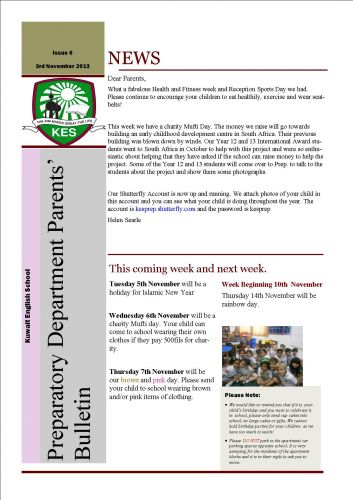 Issue 6
3rd November 2013
THE AIM MAKES GREAT THE LIFE
KES
Kuwait English School
Preparatory Department Parents'
Bulletin
NEWS
Dear Parents,
What a fabulous Health and Fitness week and Reception Sports Day we had.
Please continue to encourage your children to eat healthily, exercise and wear seat-
belts!
This week we have a charity Mufti Day. The money we raise will go towards
building an early childhood development centre in South Africa. Their previous
building was blown down by winds. Our Year 12 and 13 International Award stu-
dents went to South Africa in October to help with this project and were so enthu-
siastic about helping that they have asked if the school can raise money to help the
project. Some of the Year 12 and 13 students will come over to Prep. to talk to the
students about the project and show them some photographs.
Our Shutterfly Account is now up and running. We attach photos of your child in
this account and you can see what your child is doing throughout the year. The
account is kesprep.shutterfly.com and the password is kesprep
Helen Searle
This coming week and next week.
Tuesday 5th November will be a
holiday for Islamic New Year
Wednesday 6th November will be a
charity Mufti day. Your child can
come to school wearing their own
clothes if they pay 500fils for char-
ity.
Thursday 7th November will be
our brown and pink day. Please send
your child to school wearing brown
and/or pink items of clothing.
Week Beginning 10th November
Thursday 14th November will be
rainbow day.
Please Note:
We would like to remind you that if it is your
child's birthday and you want to celebrate it
in school, please only send cup cakes into
school, no large cakes or gifts. We cannot
hold birthday parties for your children as we
have too much to teach!
Please DO NOT park in the apartment car
parking spaces opposite school. It is very
annoying for the residents of the apartment
blocks and it is in their right to ask you to
move.